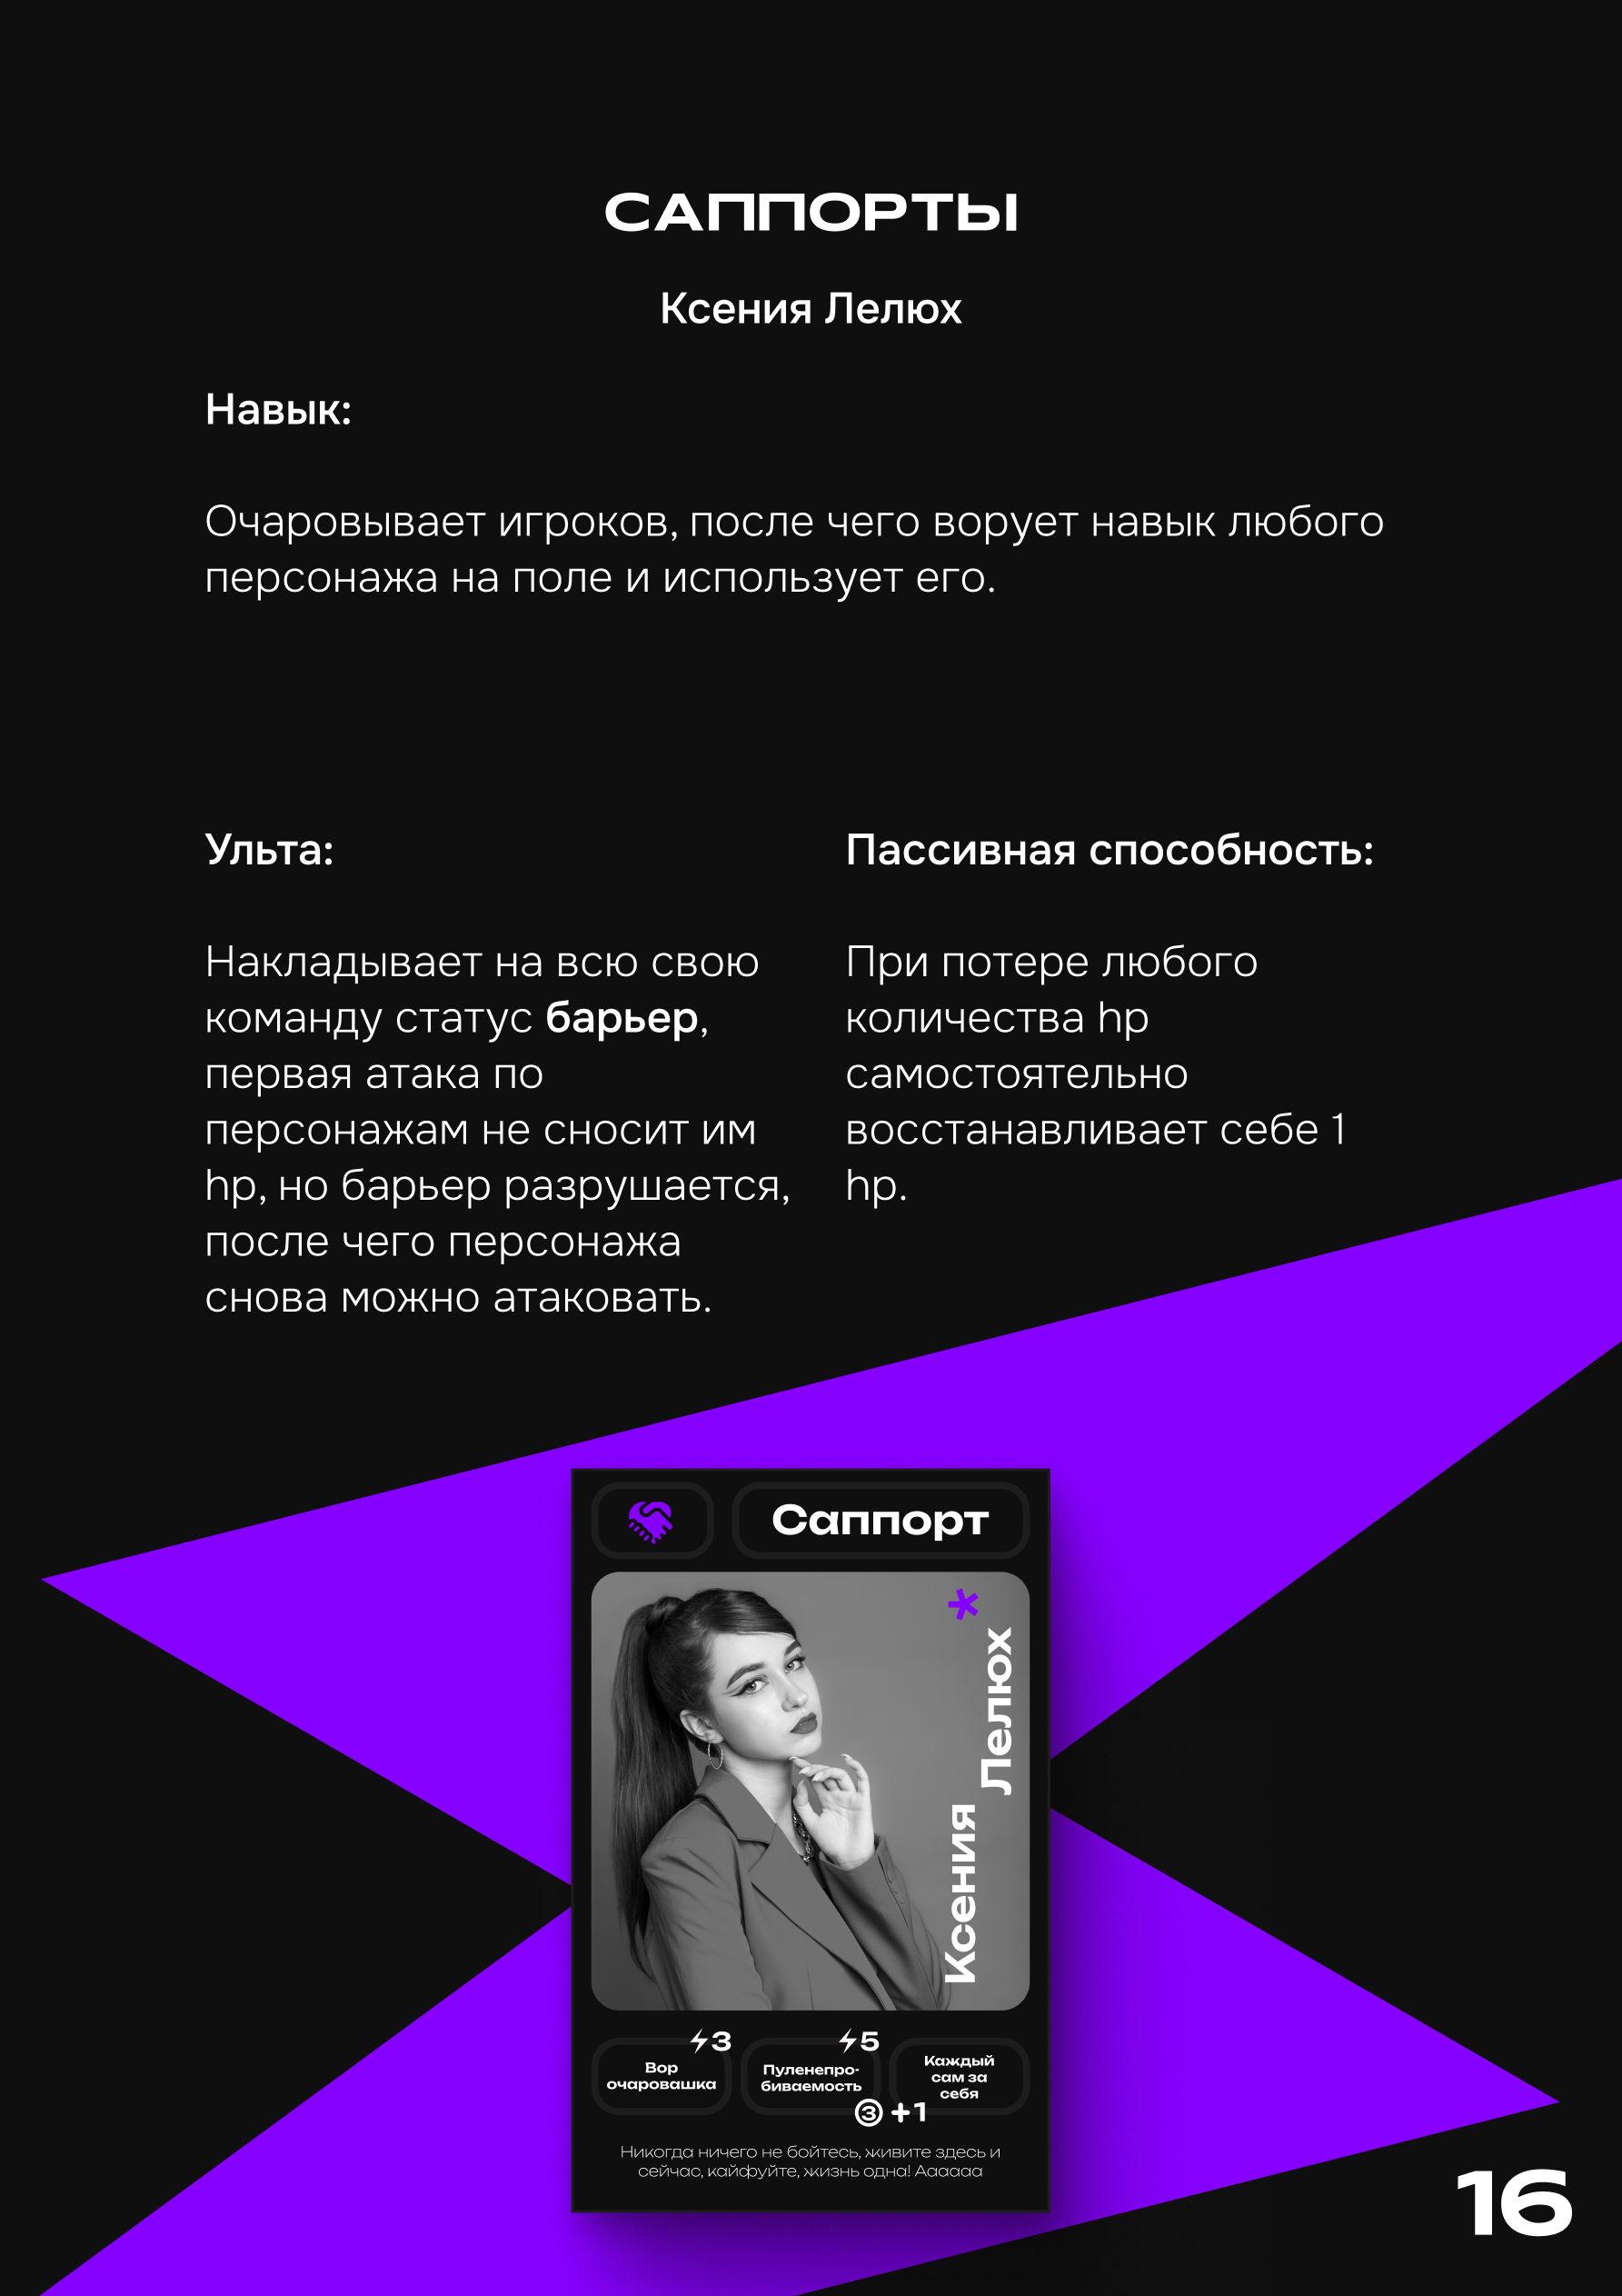 САППОРТЫ
Ксения Лелюх
Навык:
Очаровывает игроков, после чего ворует навык любого
персонажа на поле и использует его.
Ульта:
Накладывает на всю свою
команду статус барьер,
первая атака по
персонажам не сносит им
hp, но барьер разрушается,
после чего персонажа
снова можно атаковать.
Пассивная способность:
При потере любого
количества hp
самостоятельно
восстанавливает себе 1
hp.
Саппорт
Ксения
Лелюх
3
Вор
очаровашка
5
Пуленепро-
биваемость
3
Каждый
сам за
себя
+1
Никогда ничего не бойтесь, живите здесь и
сейчас, кайфуйте, жизнь одна! Аааааа
16